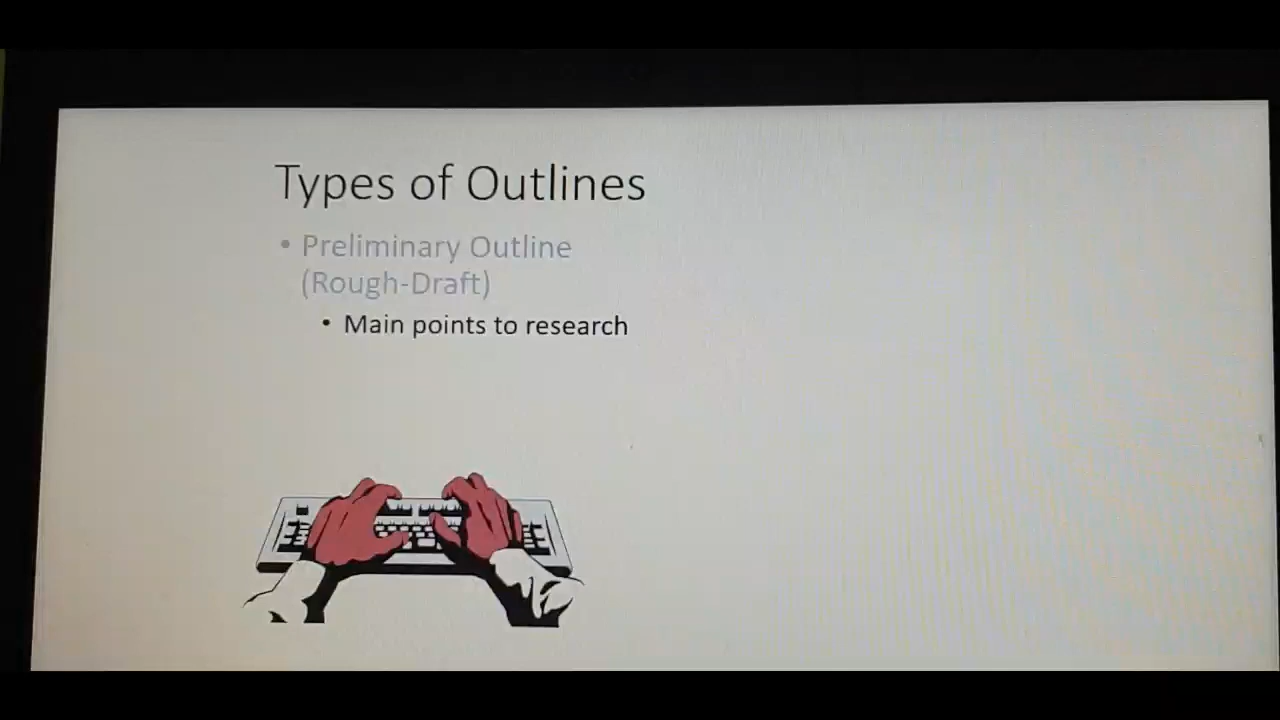 Types of Outlines
• Preliminary Outline
(Rough-Draft)
• Main points to research